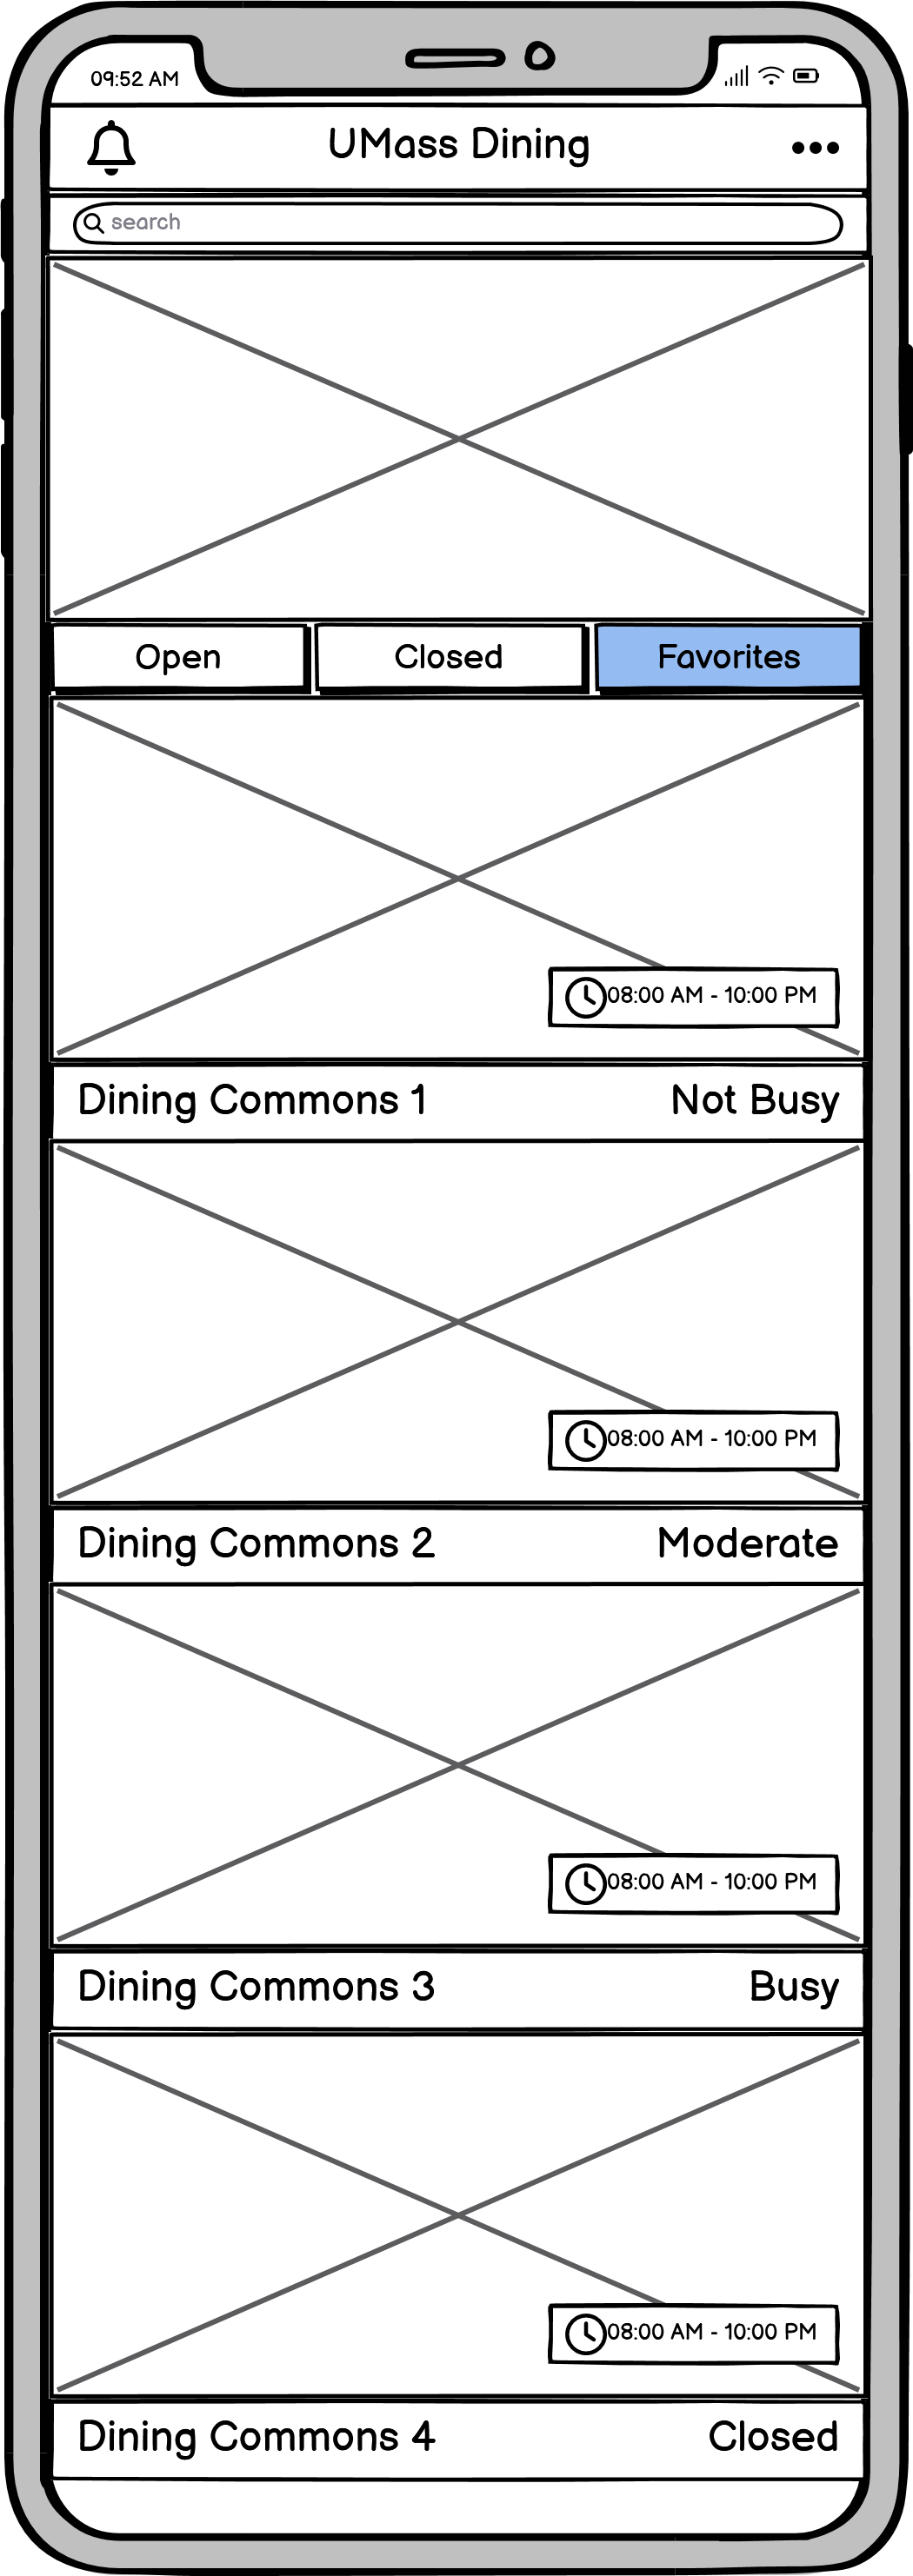 09:52 AM
UMass Dining
search
Open Closed Favorites
08:00 AM - 10:00 PM
Dining Commons 1 Not Busy
08:00 AM - 10:00 PM
Dining Commons 2 Moderate
08:00 AM - 10:00 PM
Dining Commons 3 Busy
08:00 AM - 10:00 PM
Dining Commons 4 Closed